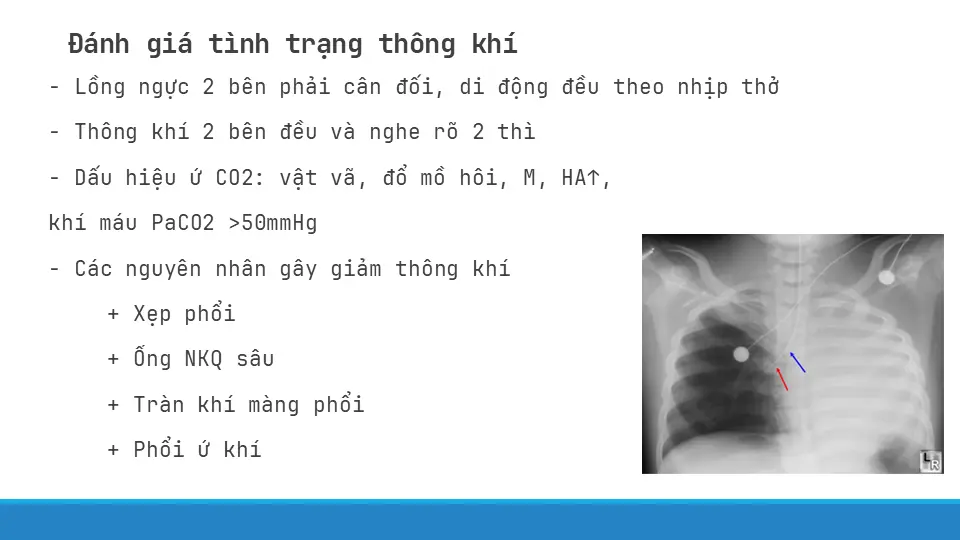 Đánh giá tình trạng thông khí
- Lồng ngực 2 bên phải cân đối, di động đều theo nhịp thở
- Thông khí 2 bên đều và nghe rõ 2 thì
- Dấu hiệu ứ CO2: vật vã, đổ mồ hôi, M, HA↑,
khí máu PaCO2 >50mmHg
- Các nguyên nhân gây giảm thông khí
+ Xẹp phổi
+ Ống NKQ sâu
+ Tràn khí màng phổi
+ Phổi ứ khí
L
R